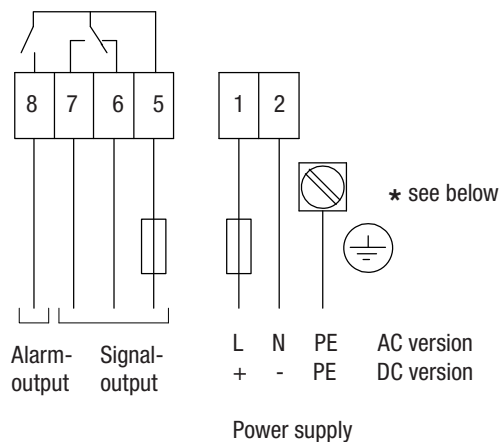 8 7 6 5 1 2
* see below
L N PE AC version
+ - PE DC version
Alarm-
output
Signal-
output
Power supply